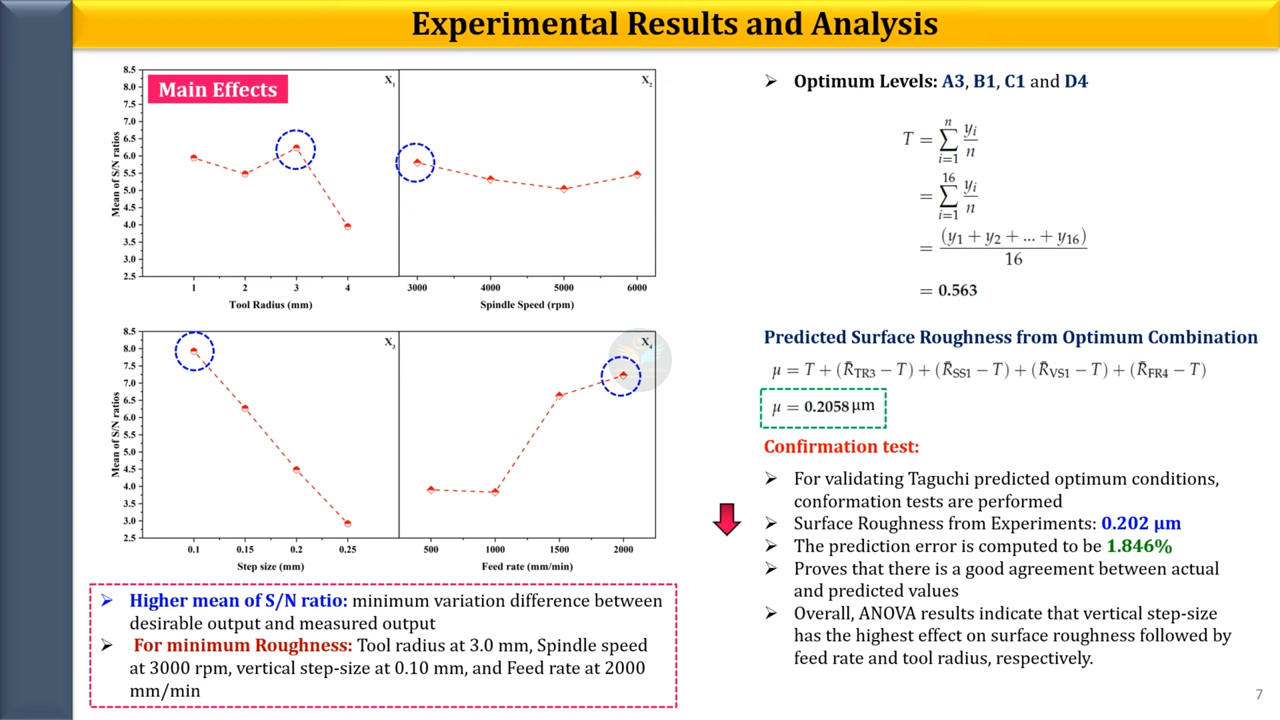 Experimental Results and Analysis
Main Effects
X1
X2
8.5
8.0
7.5
7.0
6.5
6.0
5.5
5.0
4.5
4.0
3.5
3.0
2.5
Mean of S/N ratios
1 2 3 4 3000 4000 5000 6000
Tool Radius (mm) Spindle Speed (rpm)
X3
X4
8.5
8.0
7.5
7.0
6.5
6.0
5.5
5.0
4.5
4.0
3.5
3.0
2.5
Mean of S/N ratios
0.1 0.15 0.2 0.25 500 1000 1500 2000
Step size (mm) Feed rate (mm/min)
➢ Higher mean of S/N ratio: minimum variation difference between
desirable output and measured output
➢ For minimum Roughness: Tool radius at 3.0 mm, Spindle speed
at 3000 rpm, vertical step-size at 0.10 mm, and Feed rate at 2000
mm/min
➢ Optimum Levels: A3, B1, C1 and D4
T = ∑_{i=1}^{n} y_i/n
= ∑_{i=1}^{16} y_i/n
= (y₁ + y₂ + ... + y₁₆)/16
= 0.563
Predicted Surface Roughness from Optimum Combination
μ = T + (R̄_TR3 − T) + (R̄_SS1 − T) + (R̄_VS1 − T) + (R̄_FR4 − T)
μ = 0.2058 μm
Confirmation test:
➢ For validating Taguchi predicted optimum conditions,
conformation tests are performed
➢ Surface Roughness from Experiments: 0.202 μm
➢ The prediction error is computed to be 1.846%
➢ Proves that there is a good agreement between actual
and predicted values
➢ Overall, ANOVA results indicate that vertical step-size
has the highest effect on surface roughness followed by
feed rate and tool radius, respectively.
7